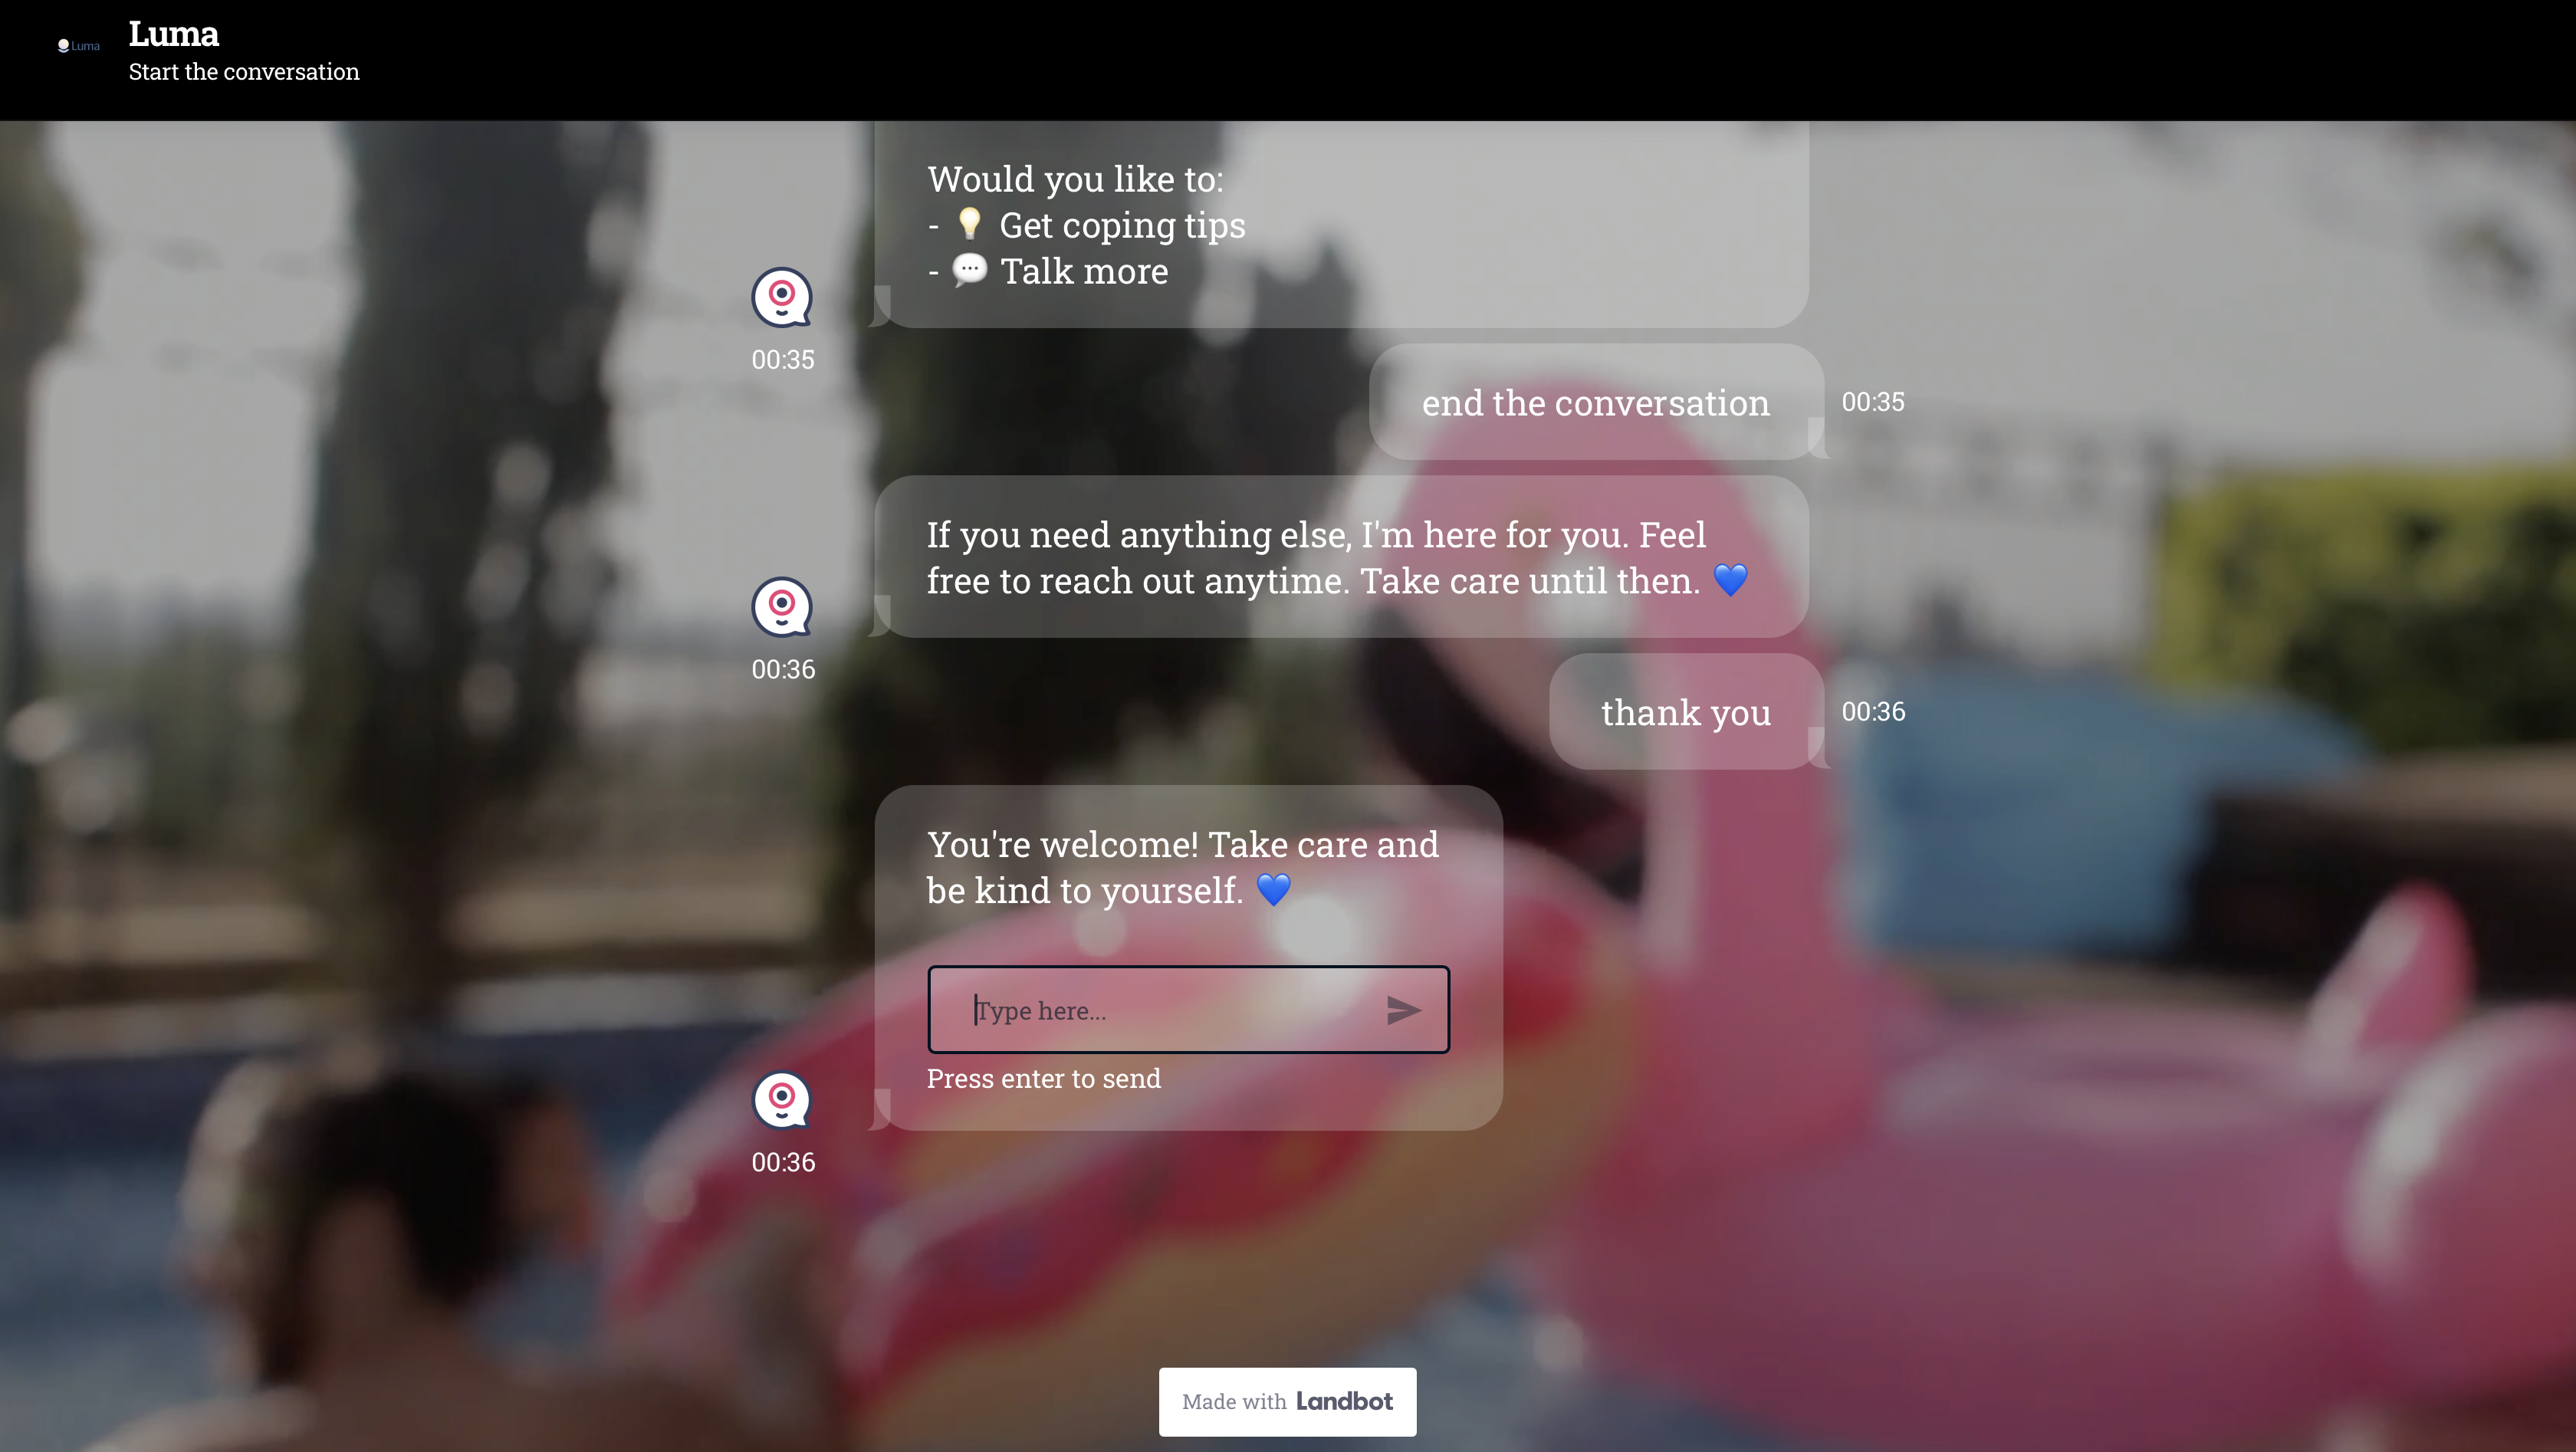 Luma
Luma
Start the conversation
Would you like to:
- 💡 Get coping tips
- 💬 Talk more
00:35
end the conversation
00:35
If you need anything else, I'm here for you. Feel
free to reach out anytime. Take care until then. 💙
00:36
thank you
00:36
You're welcome! Take care and
be kind to yourself. 💙
Type here...
Press enter to send
00:36
Made with Landbot